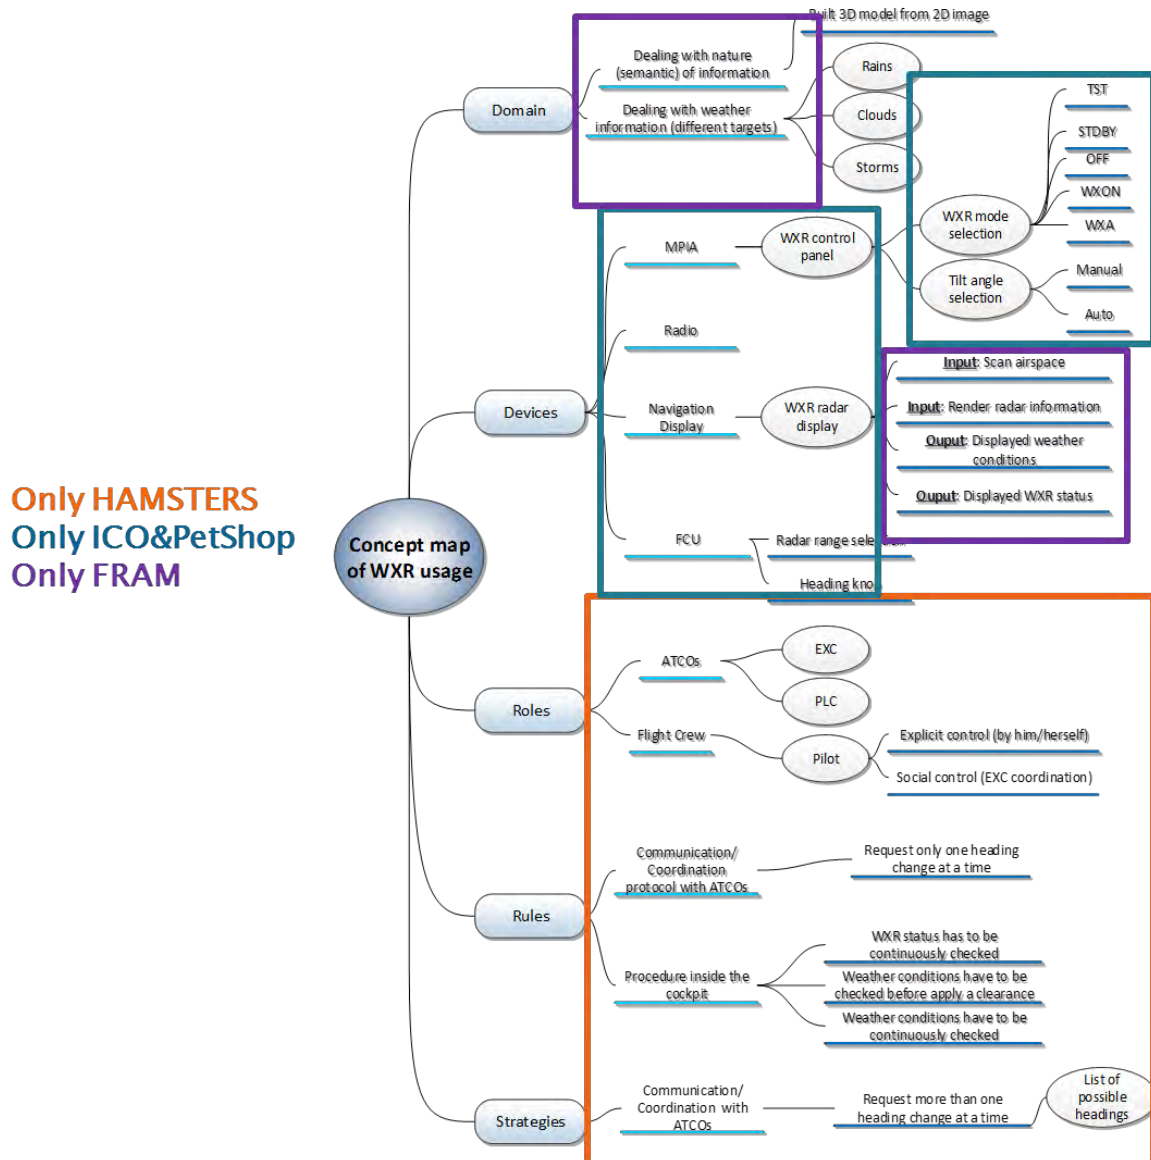 Built 3D model from 2D image
Dealing with nature
(semantic) of information
Rains
Domain
Dealing with weather
information (different targets)
Clouds
Storms
TST
STDBY
OFF
WXON
WXR mode
selection
WXA
MPIA
WXR control
panel
Tilt angle
selection
Manual
Auto
Radio
Input: Scan airspace
Devices
Navigation
Display
WXR radar
display
Input: Render radar information
Ouput: Displayed weather
conditions
Ouput: Displayed WXR status
Only HAMSTERS
Only ICO&PetShop
Only FRAM
Concept map
of WXR usage
FCU
Radar range
Heading
Roles
ATCOs
EXC
PLC
Flight Crew
Pilot
Explicit control (by him/herself)
Social control (EXC coordination)
Rules
Communication/
Coordination
protocol with ATCOs
Request only one heading
change at a time
Procedure inside the
cockpit
WXR status has to be
continuously checked
Weather conditions have to be
checked before apply a clearance
Weather conditions have to be
continuously checked
Strategies
Communication/
Coordination with
ATCOs
Request more than one
heading change at a time
List of
possible
headings